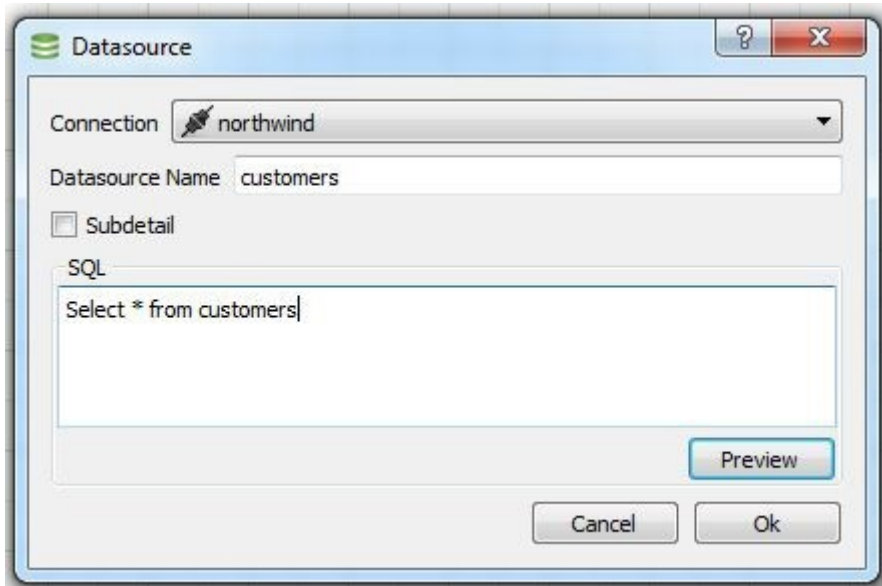 Datasource
Connection northwind
Datasource Name customers
Subdetail
SQL
Select * from customers
Preview
Cancel Ok